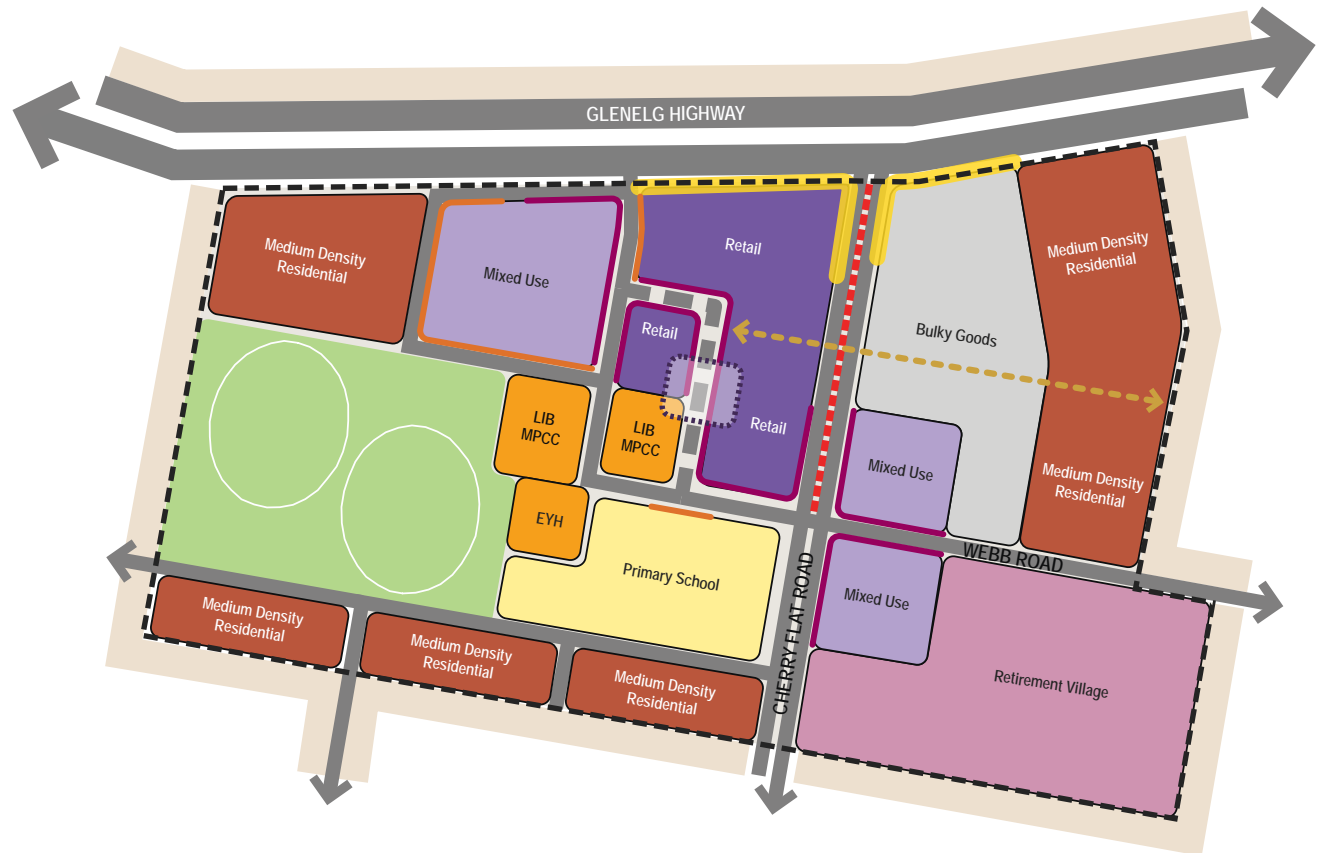 GLENELG HIGHWAY
Medium Density
Residential
Mixed Use
Retail
Medium Density
Residential
Retail
Bulky Goods
LIB
MPCC
LIB
MPCC
Retail
Mixed Use
Medium Density
Residential
EYH
Primary School
WEBB ROAD
Mixed Use
CHERRY FLAT ROAD
Medium Density
Residential
Medium Density
Residential
Medium Density
Residential
Retirement Village